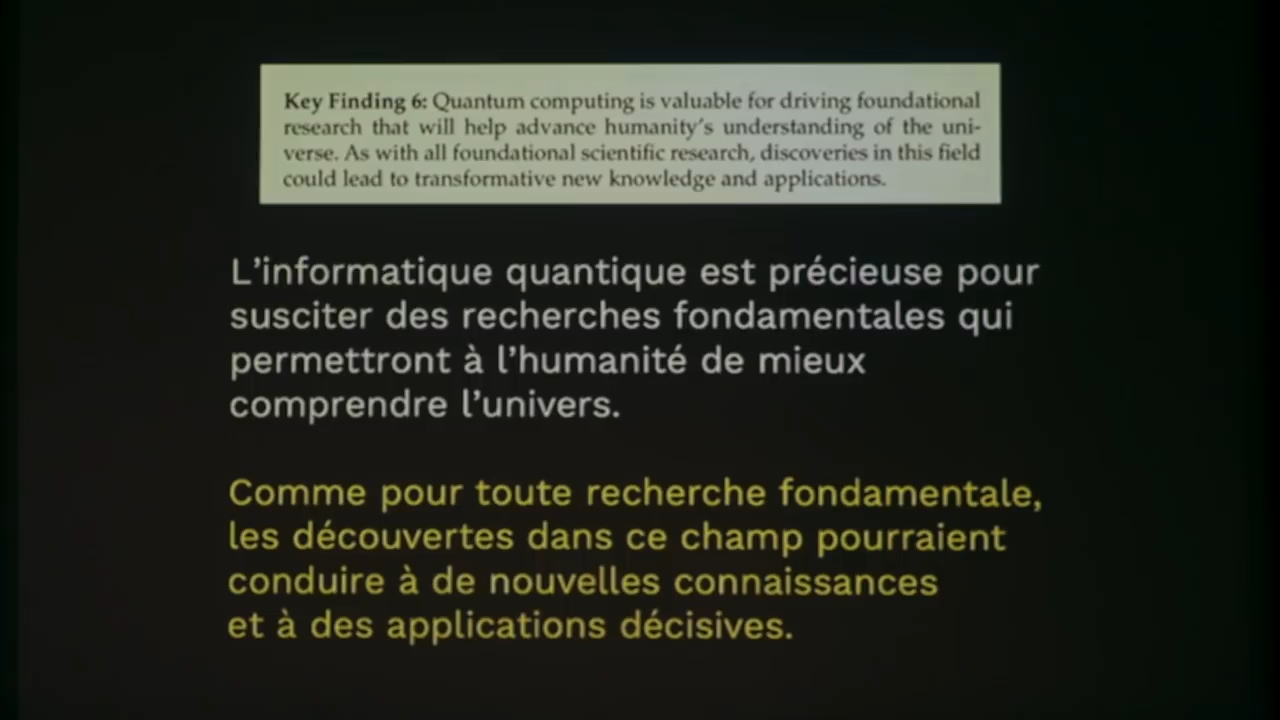 Key Finding 6: Quantum computing is valuable for driving foundational
research that will help advance humanity's understanding of the uni-
verse. As with all foundational scientific research, discoveries in this field
could lead to transformative new knowledge and applications.
L'informatique quantique est précieuse pour
susciter des recherches fondamentales qui
permettront à l'humanité de mieux
comprendre l'univers.
Comme pour toute recherche fondamentale,
les découvertes dans ce champ pourraient
conduire à de nouvelles connaissances
et à des applications décisives.